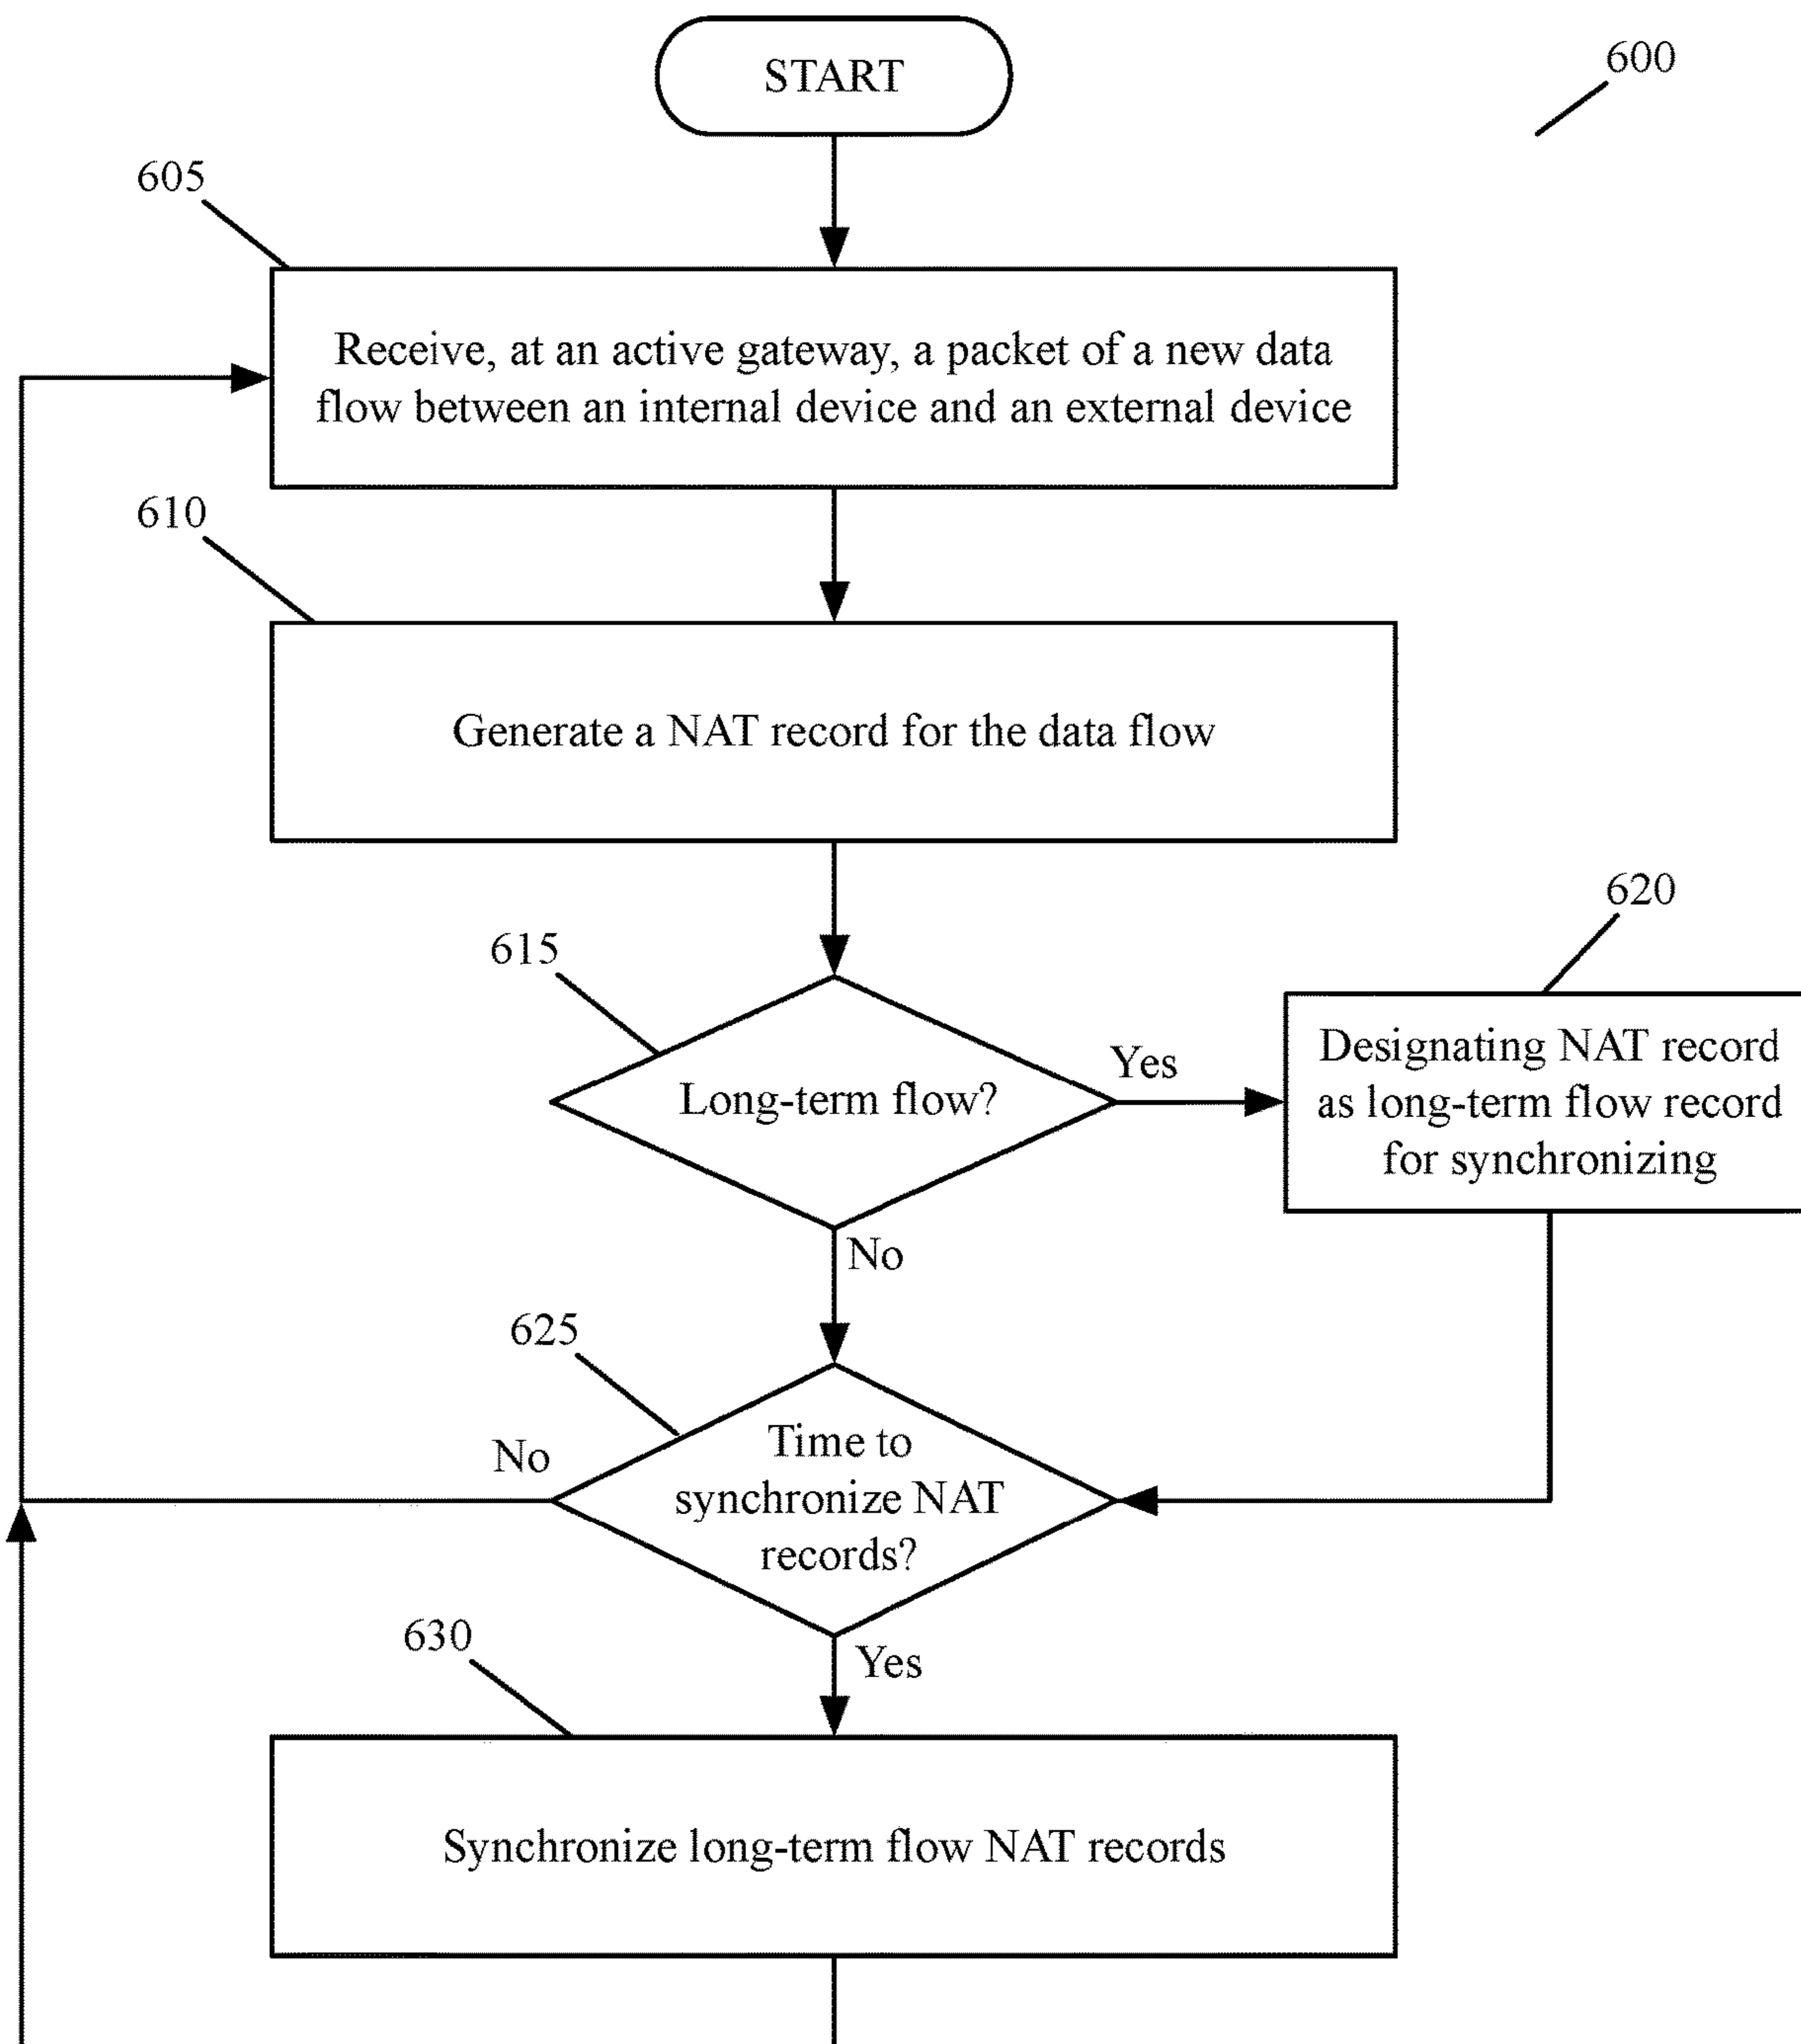 START
600
605
Receive, at an active gateway, a packet of a new data
flow between an internal device and an external device
610
Generate a NAT record for the data flow
615
Long-term flow?
Yes
620
Designating NAT record
as long-term flow record
for synchronizing
No
625
Time to
synchronize NAT
records?
No
630
Yes
Synchronize long-term flow NAT records